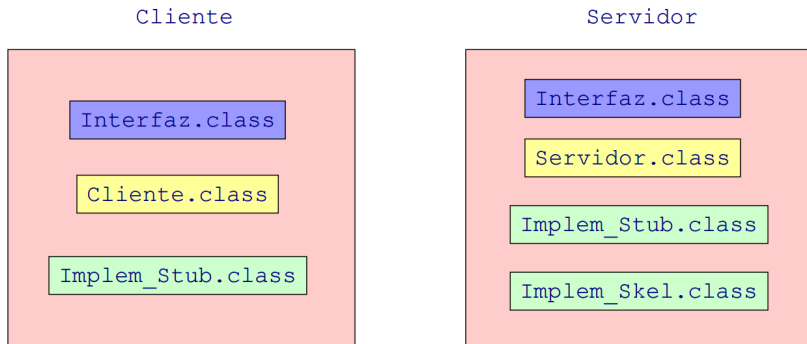 Cliente
Servidor
Interfaz.class
Cliente.class
Implem_Stub.class
Interfaz.class
Servidor.class
Implem_Stub.class
Implem_Skel.class